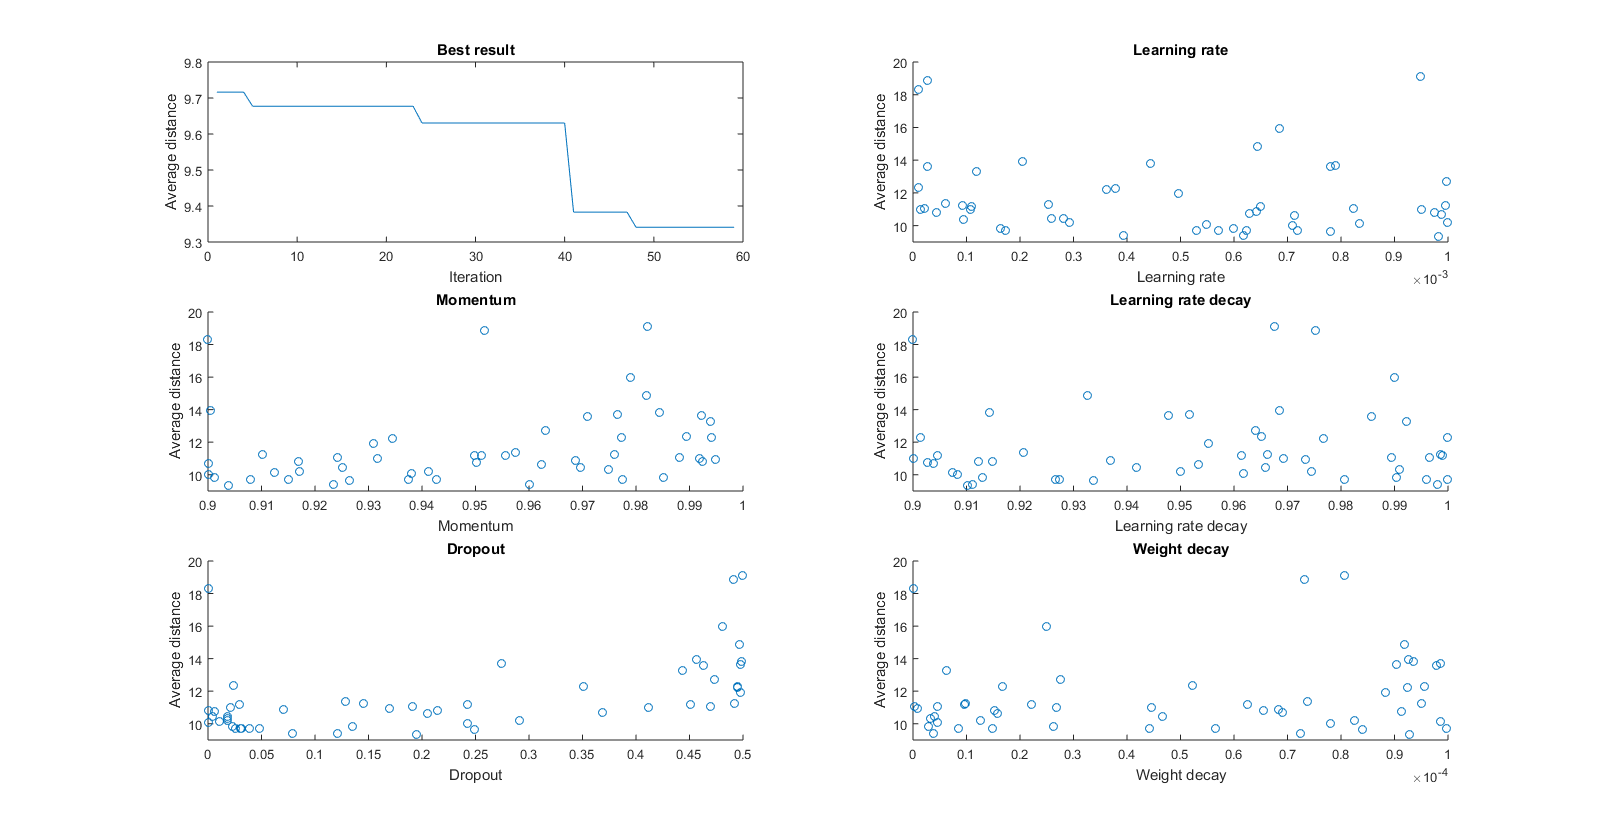 Best result
Average distance
9.8
9.7
9.6
9.5
9.4
9.3
0 10 20 30 40 50 60
Iteration
Learning rate
Average distance
20
18
16
14
12
10
0 0.1 0.2 0.3 0.4 0.5 0.6 0.7 0.8 0.9 1
Learning rate
×10-3
Momentum
Average distance
20
18
16
14
12
10
0.9 0.91 0.92 0.93 0.94 0.95 0.96 0.97 0.98 0.99 1
Momentum
Learning rate decay
Average distance
20
18
16
14
12
10
0.9 0.91 0.92 0.93 0.94 0.95 0.96 0.97 0.98 0.99 1
Learning rate decay
Dropout
Average distance
20
18
16
14
12
10
0 0.05 0.1 0.15 0.2 0.25 0.3 0.35 0.4 0.45 0.5
Dropout
Weight decay
Average distance
20
18
16
14
12
10
0 0.1 0.2 0.3 0.4 0.5 0.6 0.7 0.8 0.9 1
Weight decay
×10-4